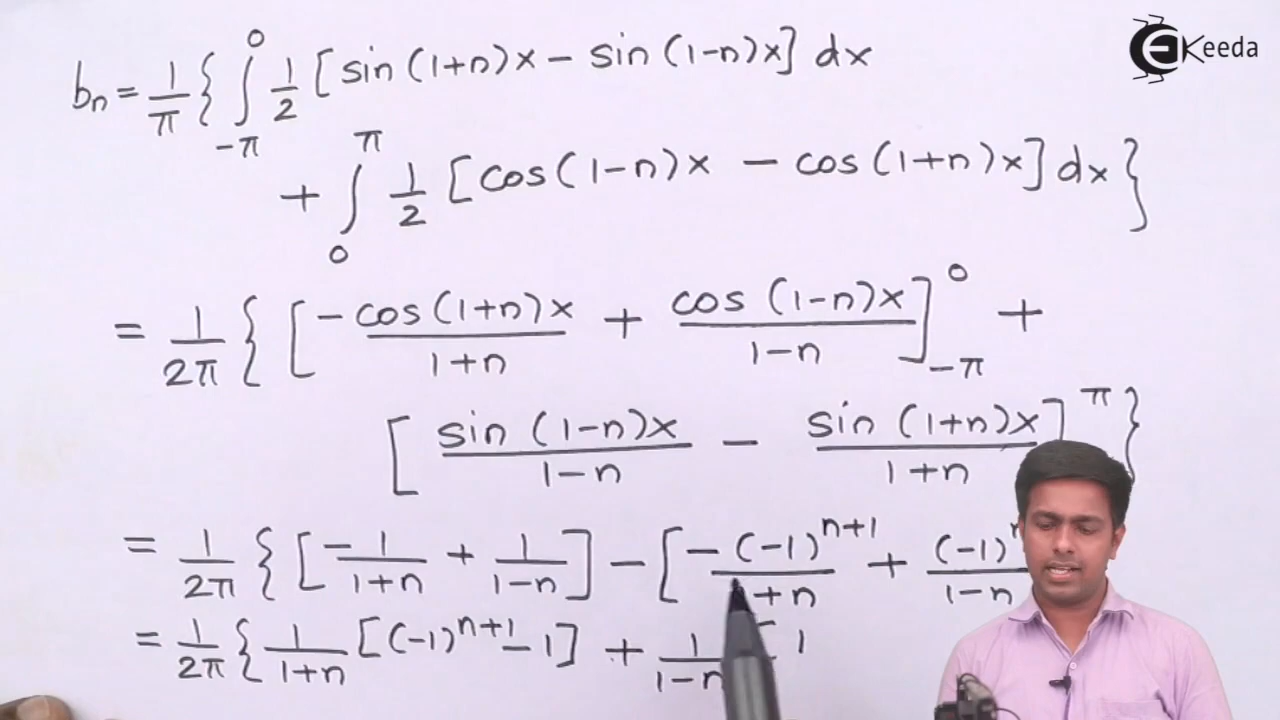 Keeda
bn = 1/π { ∫_{-π}^{0} 1/2 [sin (1+n)x - sin (1-n)x] dx
+ ∫_{0}^{π} 1/2 [cos(1-n)x - cos(1+n)x] dx }
= 1/2π { [ -cos(1+n)x/1+n + cos (1-n)x/1-n ]_{-π}^{0} +
[ sin (1-n)x/1-n - sin (1+n)x/1+n ]^{π} }
= 1/2π { [ -1/1+n + 1/1-n ] - [ -(-1)^{n+1}/+n + (-1)/1-n
= 1/2π { 1/1+n [(-1)^{n+1} - 1] + 1/1-n [ 1